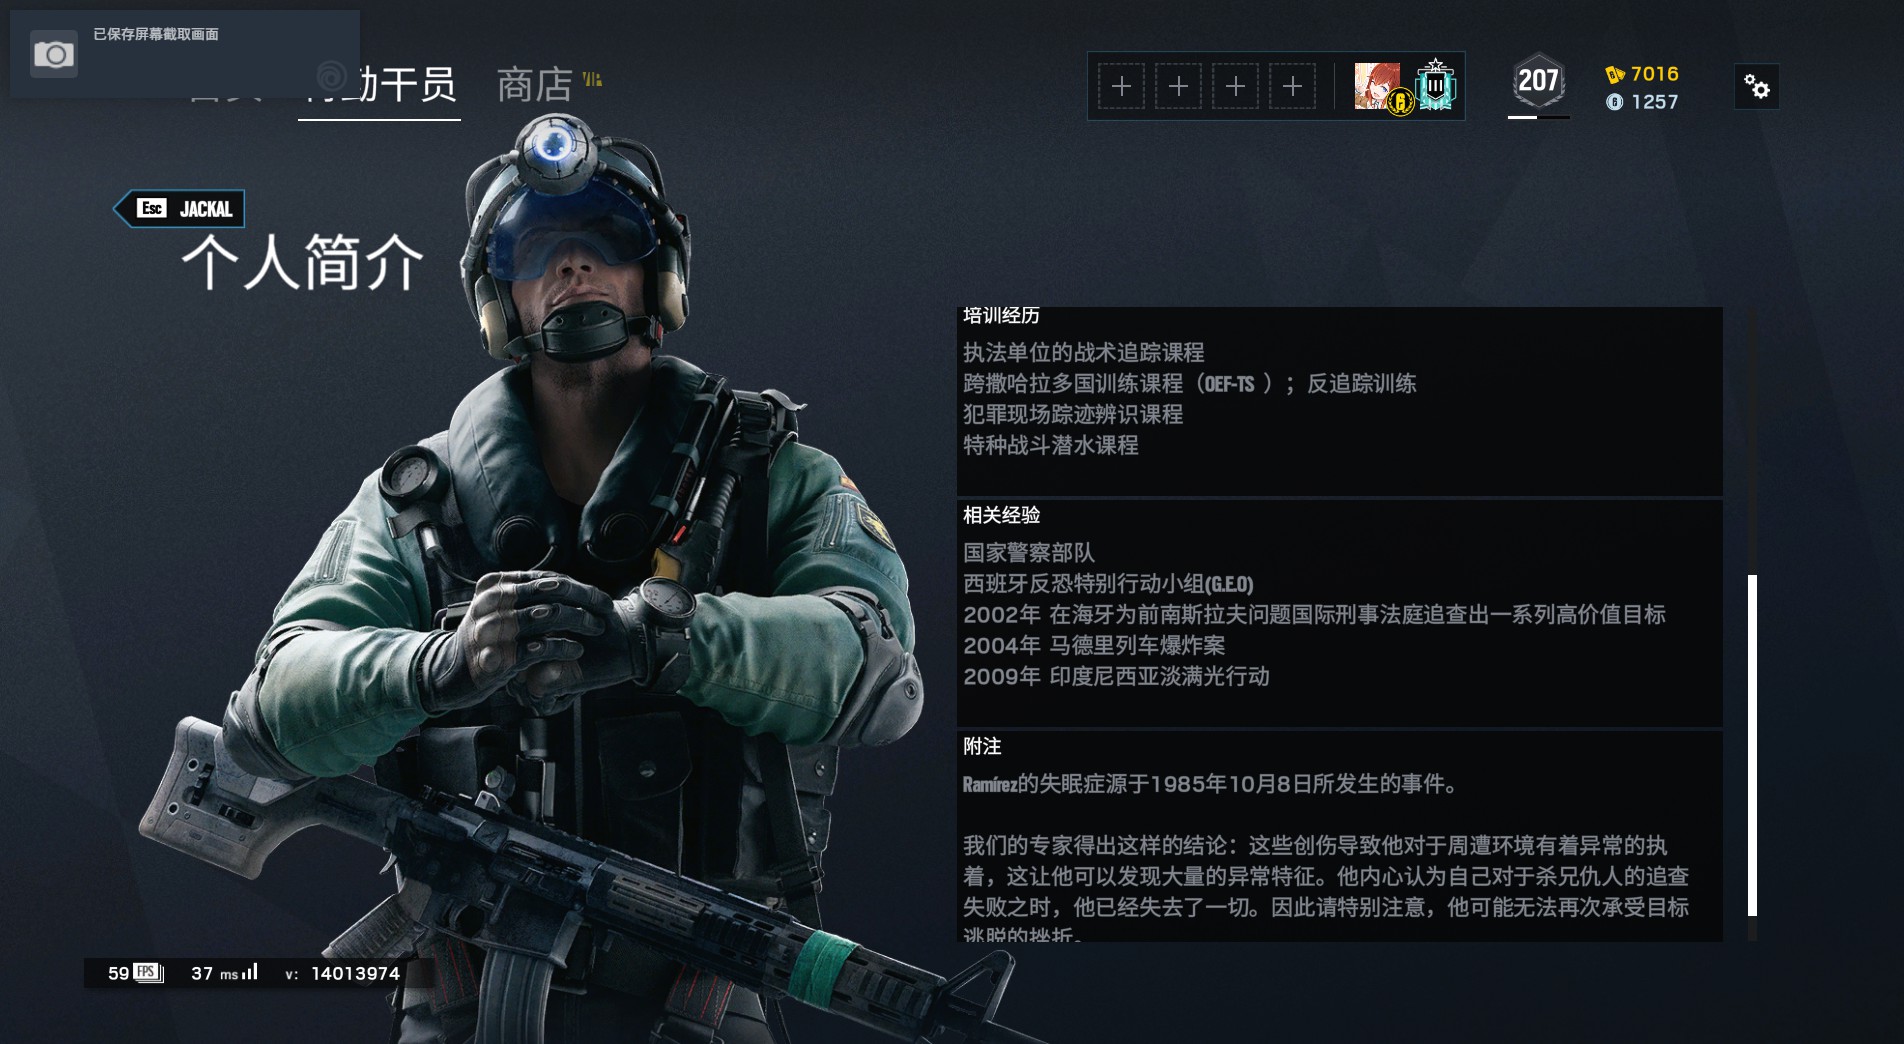 已保存屏幕截取画面
动干员
商店
207
7016
1257
Esc JACKAL
个人简介
培训经历
执法单位的战术追踪课程
跨撒哈拉多国训练课程（OEF-TS ）；反追踪训练
犯罪现场踪迹辨识课程
特种战斗潜水课程
相关经验
国家警察部队
西班牙反恐特别行动小组(G.E.O)
2002年 在海牙为前南斯拉夫问题国际刑事法庭追查出一系列高价值目标
2004年 马德里列车爆炸案
2009年 印度尼西亚淡满光行动
附注
Ramírez的失眠症源于1985年10月8日所发生的事件。
我们的专家得出这样的结论：这些创伤导致他对于周遭环境有着异常的执
着，这让他可以发现大量的异常特征。他内心认为自己对于杀兄仇人的追查
失败之时，他已经失去了一切。因此请特别注意，他可能无法再次承受目标
逃脱的挫折。
59 FPS 37 ms v: 14013974